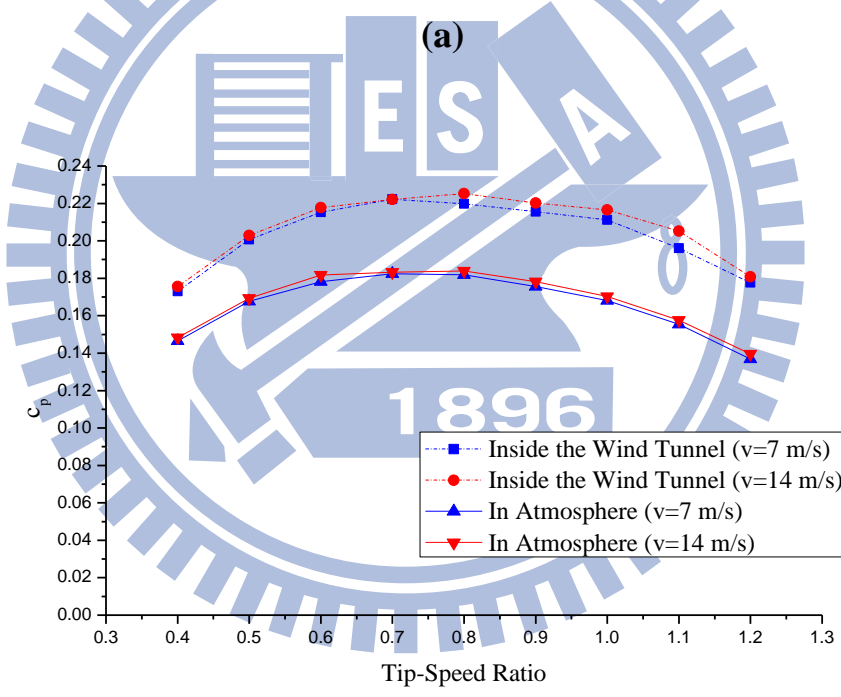 (a)
E S A
0.24
0.22
0.20
0.18
0.16
0.14
0.12
0.10
0.08
0.06
0.04
0.02
0.00
Cp
8
1896
Inside the Wind Tunnel (v=7 m/s)
Inside the Wind Tunnel (v=14 m/s)
In Atmosphere (v=7 m/s)
In Atmosphere (v=14 m/s)
0.3 0.4 0.5 0.6 0.7 0.8 0.9 1.0 1.1 1.2 1.3
Tip-Speed Ratio